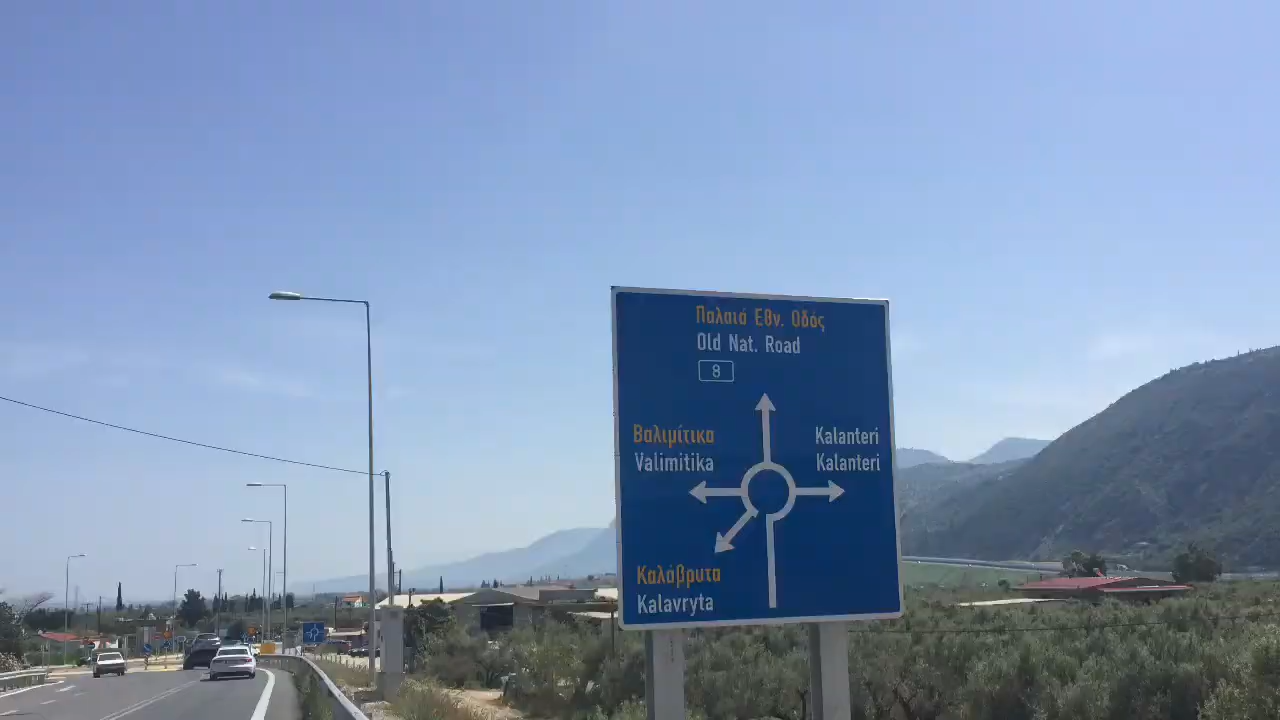 Παλαιά Εθν. Οδός
Old Nat. Road
8
Βαλιμίτικα
Valimitika
Kalanteri
Kalanteri
Καλάβρυτα
Kalavryta